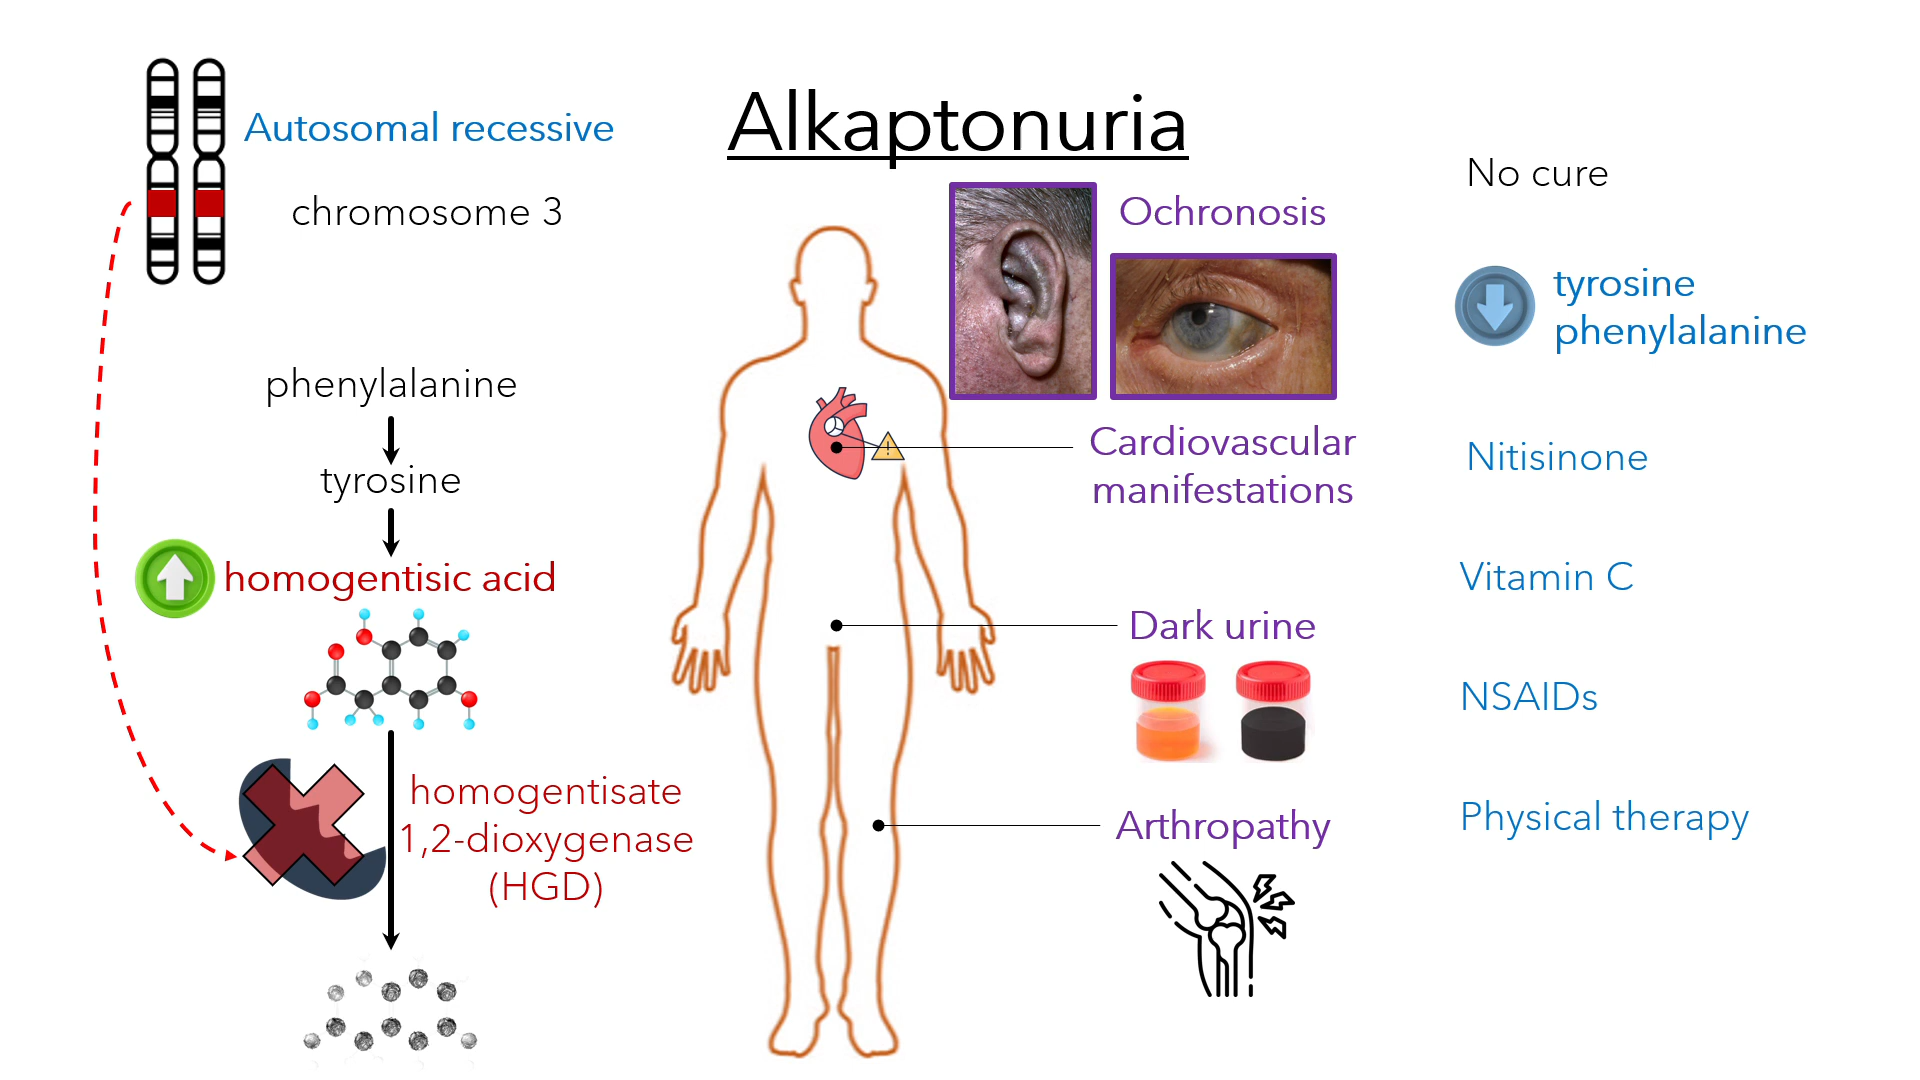 Alkaptonuria
Autosomal recessive
chromosome 3
phenylalanine
tyrosine
homogentisic acid
homogentisate
1,2-dioxygenase
(HGD)
Ochronosis
Cardiovascular
manifestations
Dark urine
Arthropathy
No cure
tyrosine
phenylalanine
Nitisinone
Vitamin C
NSAIDs
Physical therapy